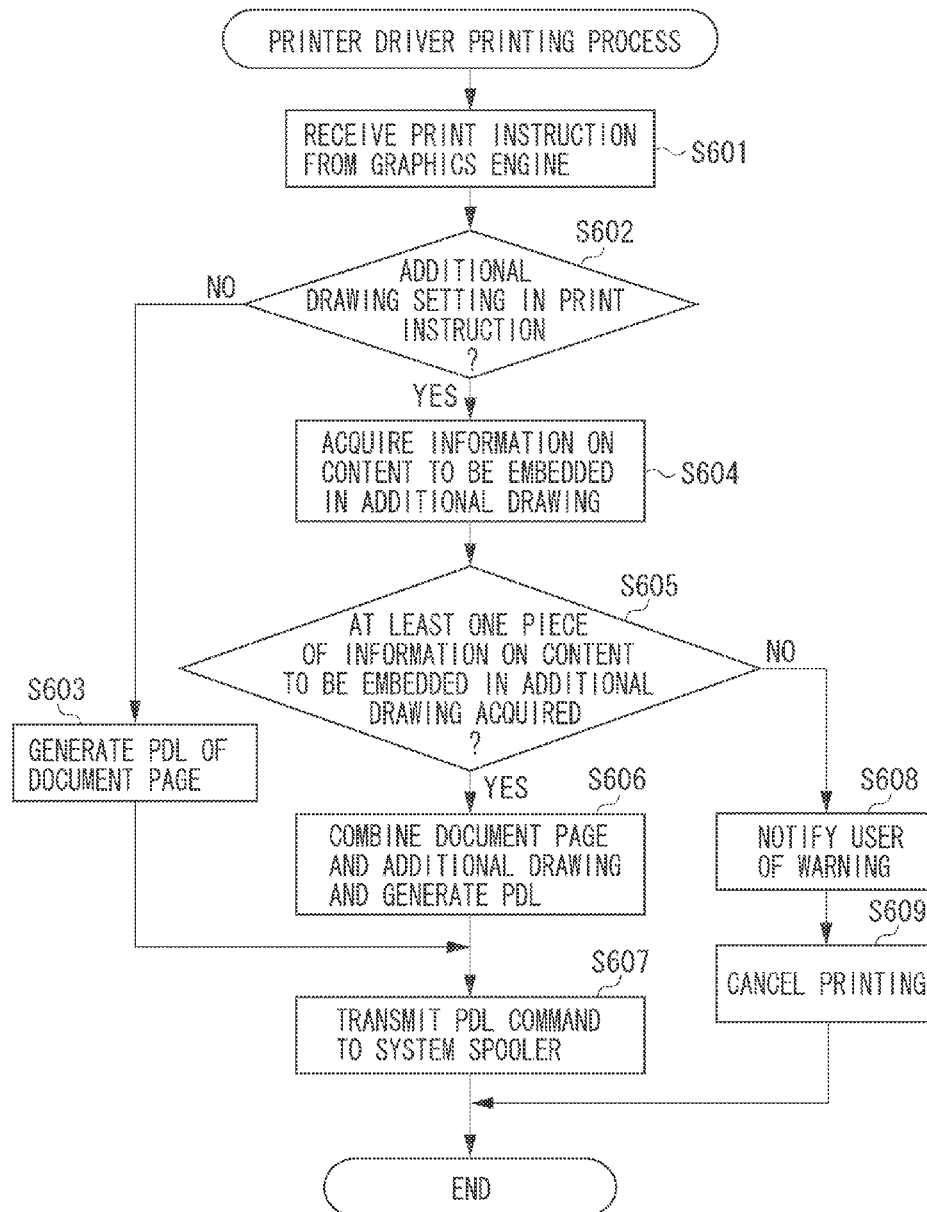 PRINTER DRIVER PRINTING PROCESS
RECEIVE PRINT INSTRUCTION
FROM GRAPHICS ENGINE
S601
S602
ADDITIONAL
DRAWING SETTING IN PRINT
INSTRUCTION
?
NO
YES
ACQUIRE INFORMATION ON
CONTENT TO BE EMBEDDED
IN ADDITIONAL DRAWING
S604
S605
AT LEAST ONE PIECE
OF INFORMATION ON CONTENT
TO BE EMBEDDED IN ADDITIONAL
DRAWING ACQUIRED
?
NO
YES
S603
GENERATE PDL OF
DOCUMENT PAGE
S606
COMBINE DOCUMENT PAGE
AND ADDITIONAL DRAWING
AND GENERATE PDL
S608
NOTIFY USER
OF WARNING
S609
CANCEL PRINTING
S607
TRANSMIT PDL COMMAND
TO SYSTEM SPOOLER
END